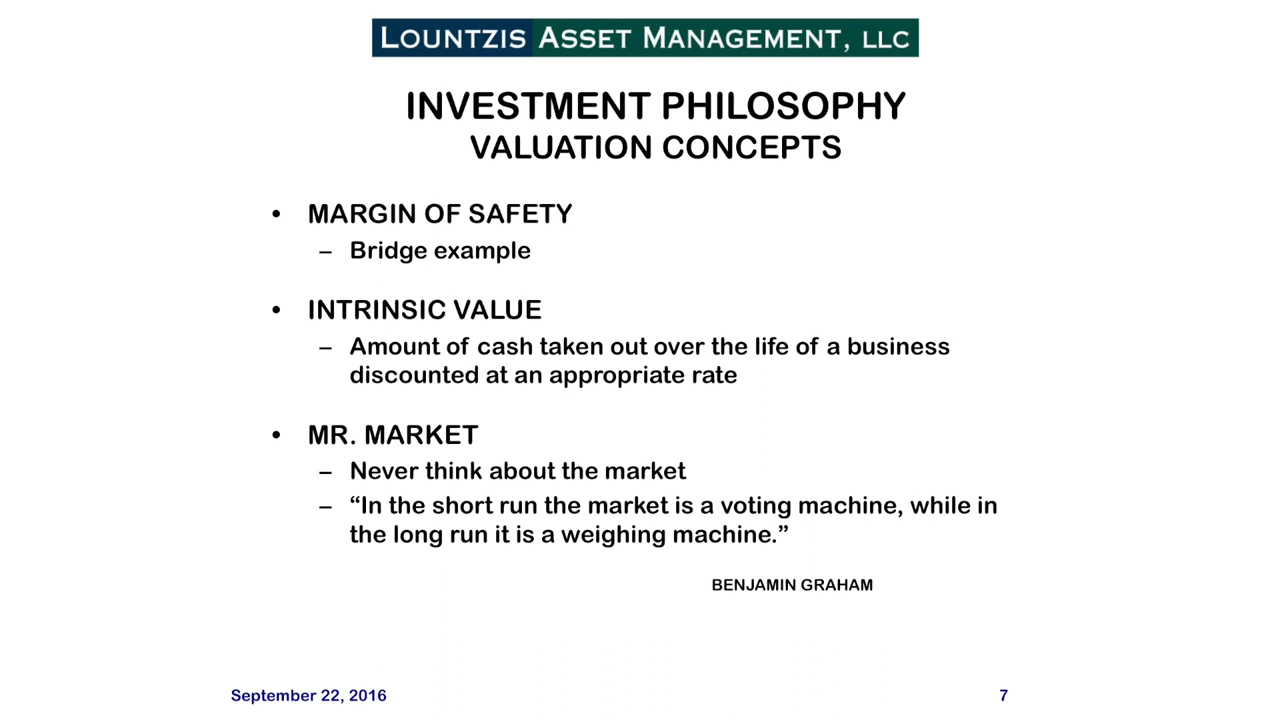 LOUNTZIS ASSET MANAGEMENT, LLC
INVESTMENT PHILOSOPHY
VALUATION CONCEPTS
• MARGIN OF SAFETY
– Bridge example
• INTRINSIC VALUE
– Amount of cash taken out over the life of a business
discounted at an appropriate rate
• MR. MARKET
– Never think about the market
– “In the short run the market is a voting machine, while in
the long run it is a weighing machine.”
BENJAMIN GRAHAM
September 22, 2016 7